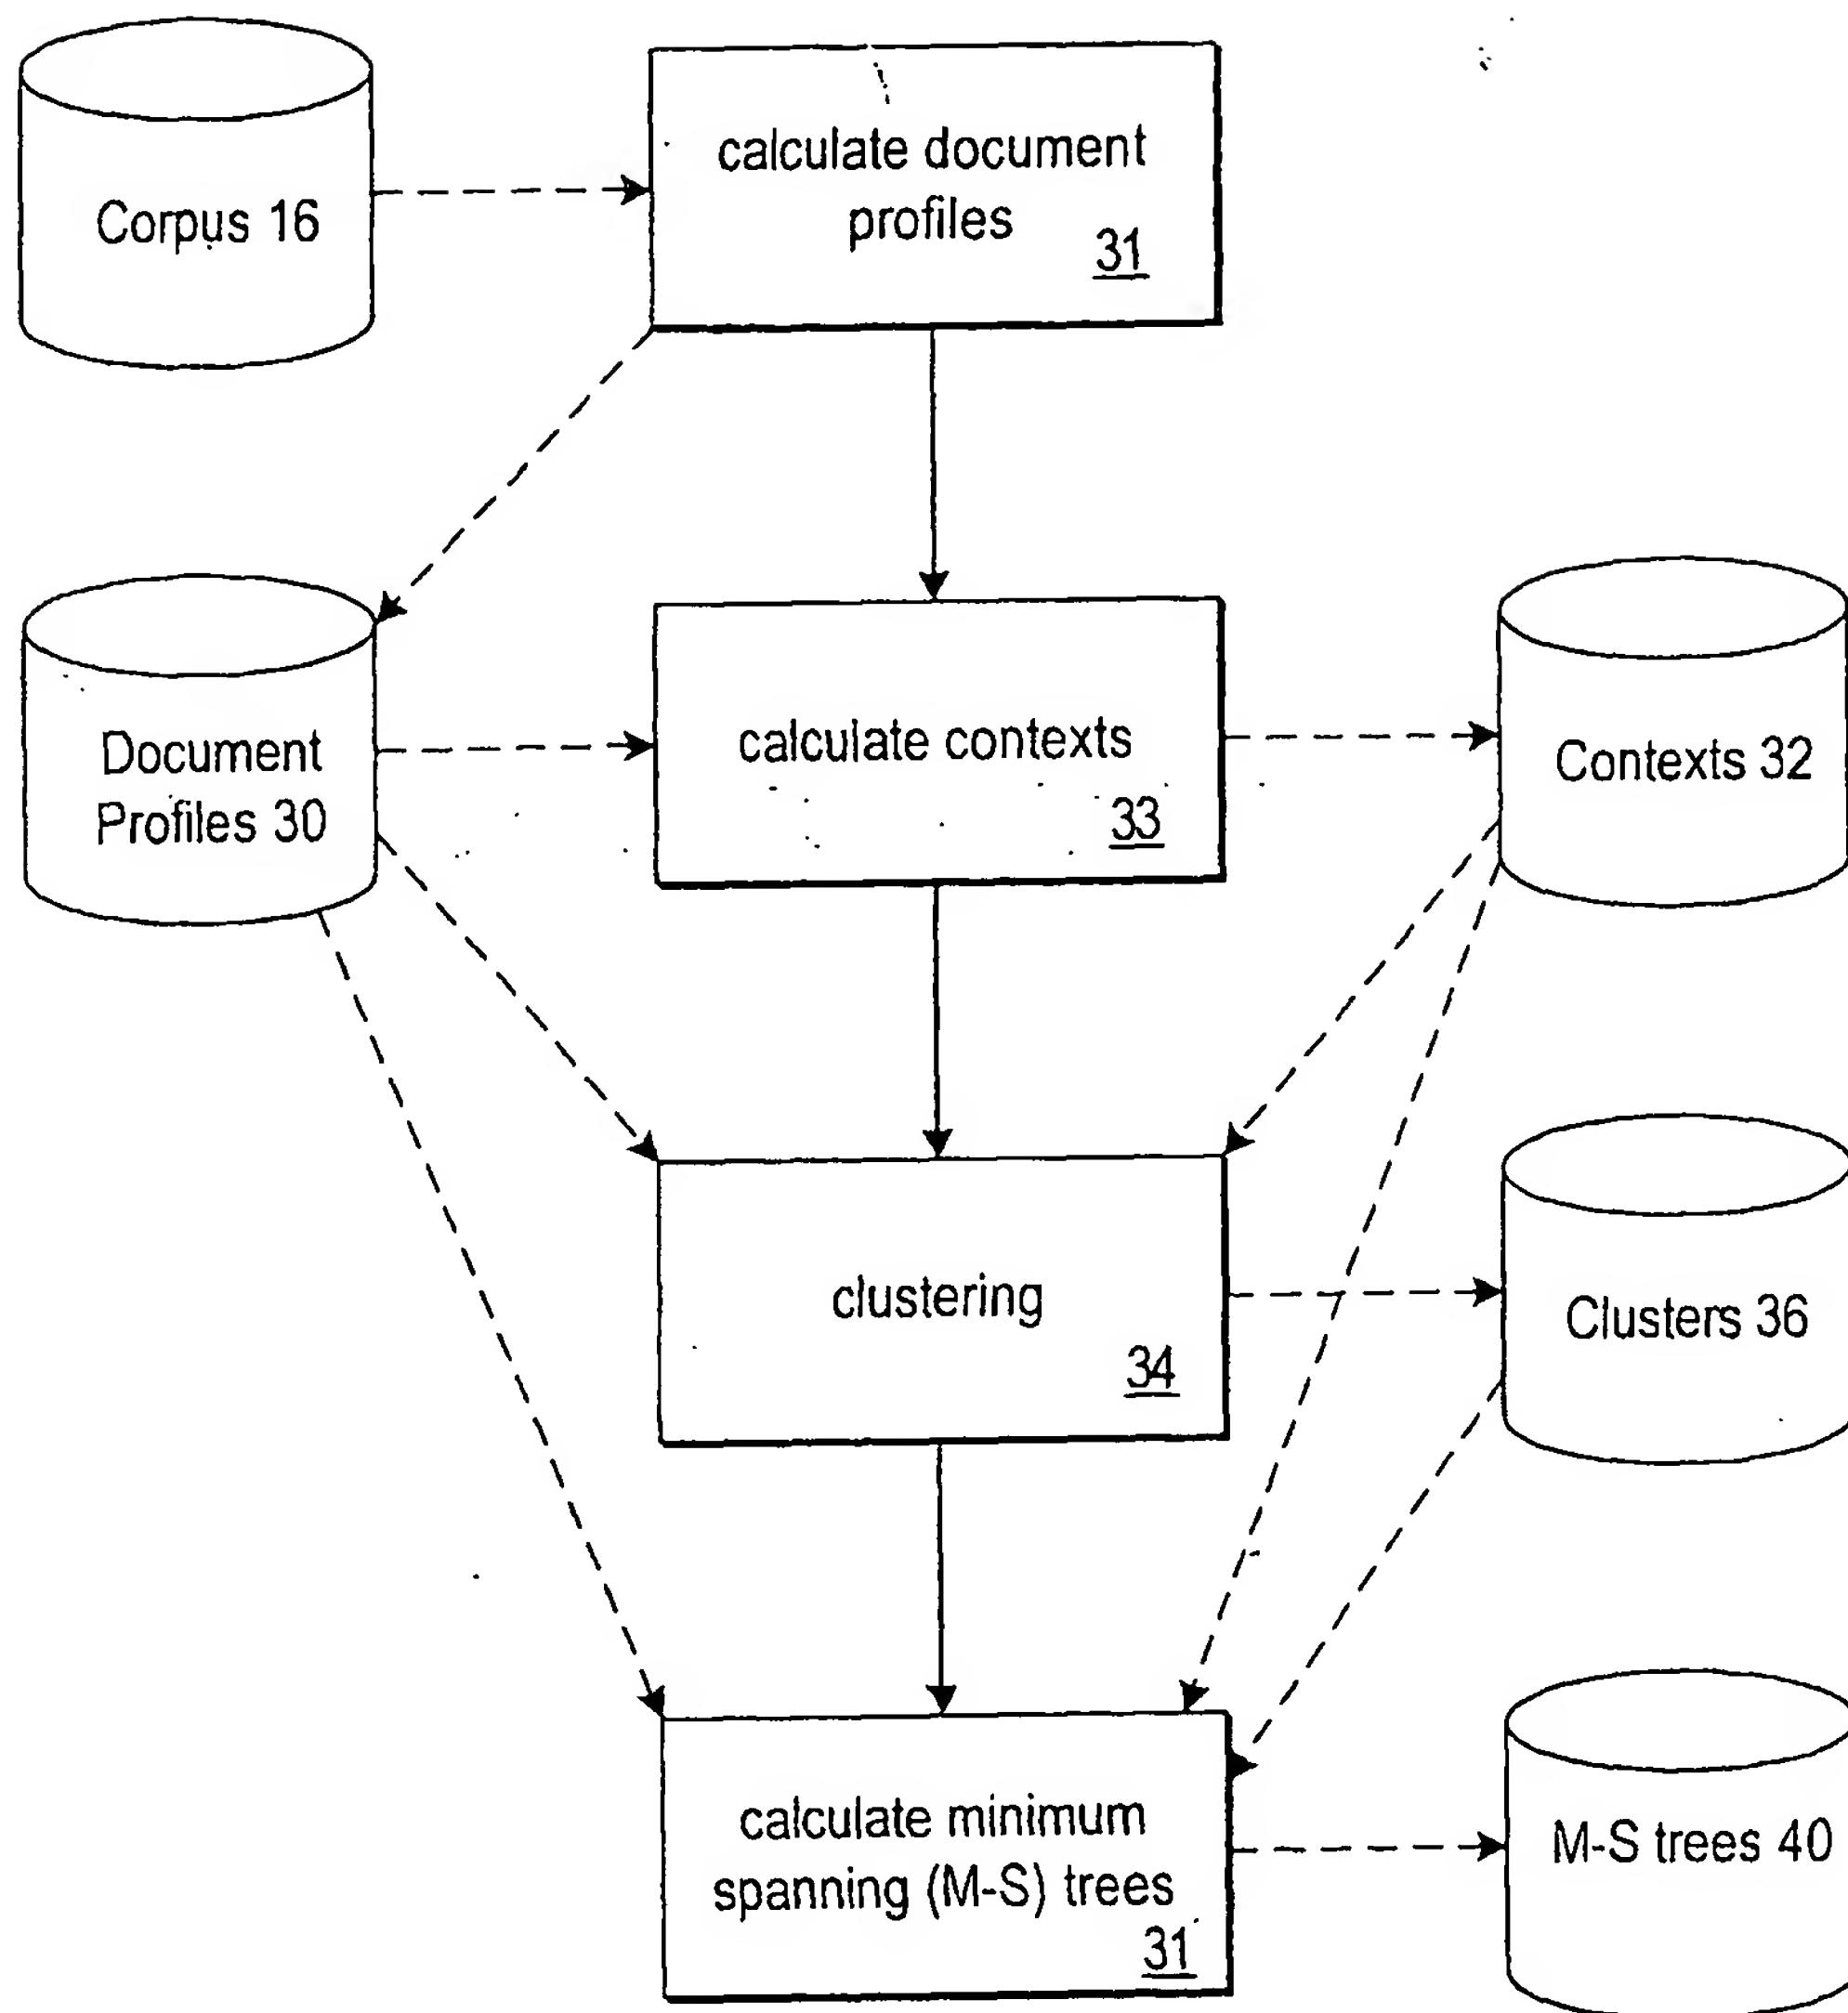 Corpus 16
calculate document
profiles
31
Document
Profiles 30
calculate contexts
33
Contexts 32
clustering
34
Clusters 36
calculate minimum
spanning (M-S) trees
31
M-S trees 40